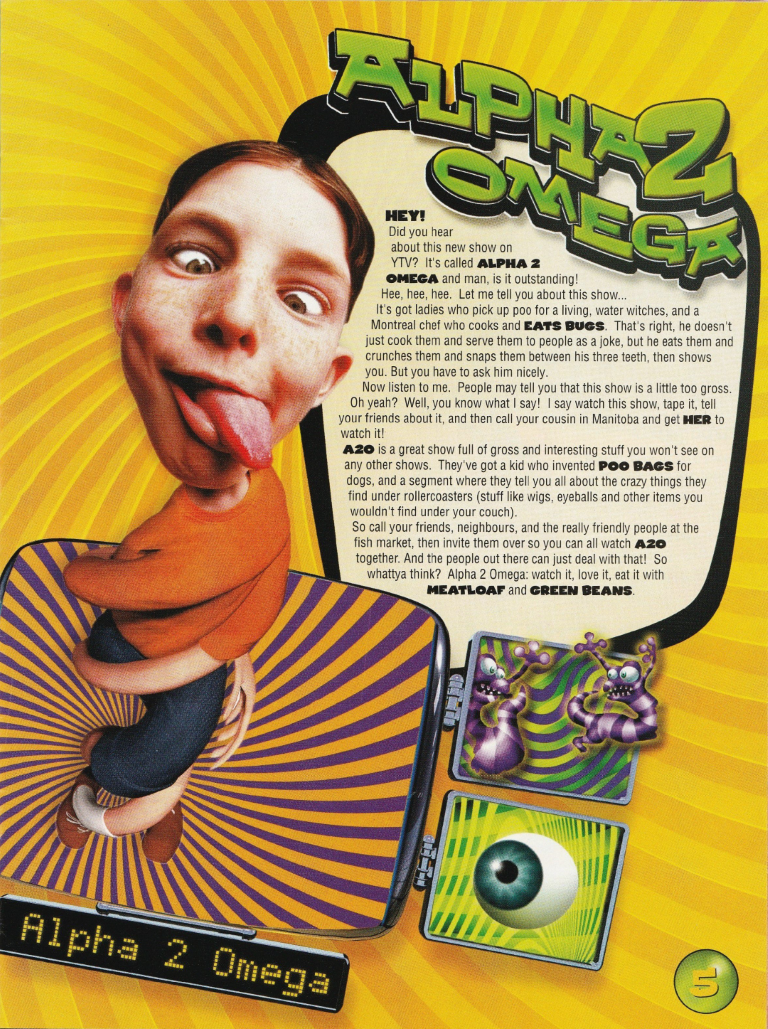 ALPHA 2
OMEGA
HEY!
Did you hear
about this new show on
YTV? It's called ALPHA 2
OMEGA and man, is it outstanding!
Hee, hee, hee. Let me tell you about this show...
It's got ladies who pick up poo for a living, water witches, and a
Montreal chef who cooks and EATS BUGS. That's right, he doesn't
just cook them and serve them to people as a joke, but he eats them and
crunches them and snaps them between his three teeth, then shows
you. But you have to ask him nicely.
Now listen to me. People may tell you that this show is a little too gross.
Oh yeah? Well, you know what I say! I say watch this show, tape it, tell
your friends about it, and then call your cousin in Manitoba and get HER to
watch it!
A2O is a great show full of gross and interesting stuff you won't see on
any other shows. They've got a kid who invented POO BAGS for
dogs, and a segment where they tell you all about the crazy things they
find under rollercoasters (stuff like wigs, eyeballs and other items you
wouldn't find under your couch).
So call your friends, neighbours, and the really friendly people at the
fish market, then invite them over so you can all watch A2O
together. And the people out there can just deal with that! So
whattya think? Alpha 2 Omega: watch it, love it, eat it with
MEATLOAF and GREEN BEANS.
Alpha 2 Omega
5